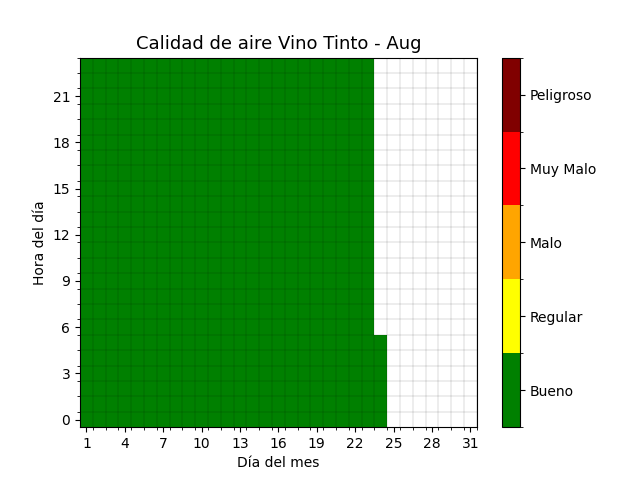 Calidad de aire Vino Tinto - Aug
Hora del día
21
18
15
12
9
6
3
0
1 4 7 10 13 16 19 22 25 28 31
Día del mes
Peligroso
Muy Malo
Malo
Regular
Bueno